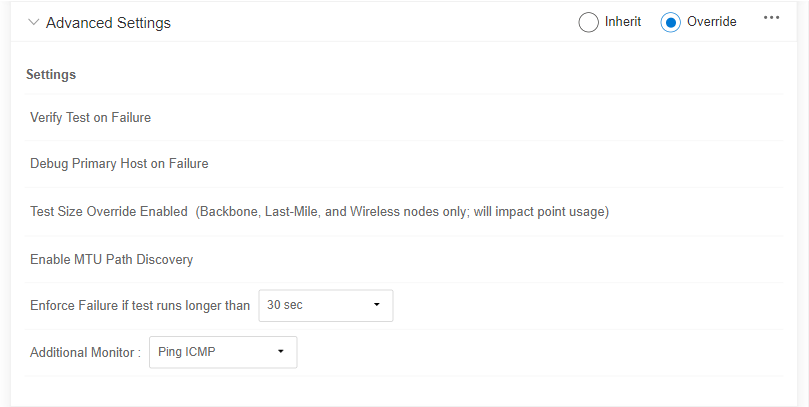 Advanced Settings
Inherit
Override
Settings
Verify Test on Failure
Debug Primary Host on Failure
Test Size Override Enabled (Backbone, Last-Mile, and Wireless nodes only; will impact point usage)
Enable MTU Path Discovery
Enforce Failure if test runs longer than 30 sec
Additional Monitor : Ping ICMP